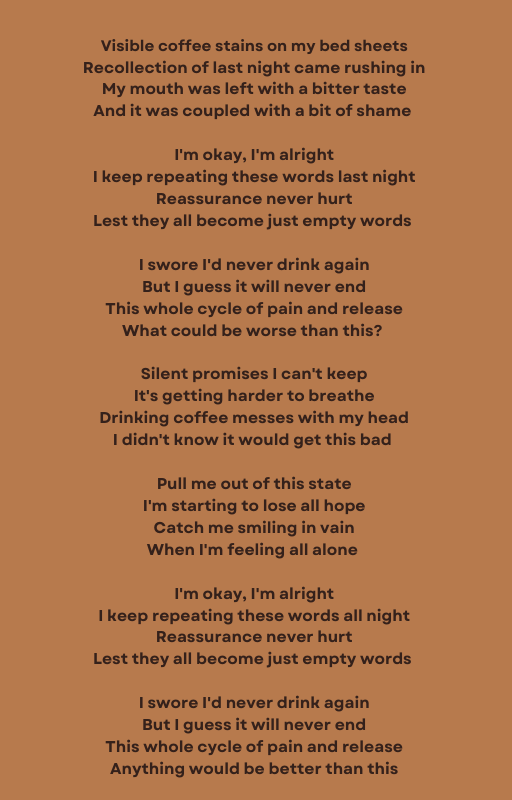 Visible coffee stains on my bed sheets
Recollection of last night came rushing in
My mouth was left with a bitter taste
And it was coupled with a bit of shame
I'm okay, I'm alright
I keep repeating these words last night
Reassurance never hurt
Lest they all become just empty words
I swore I'd never drink again
But I guess it will never end
This whole cycle of pain and release
What could be worse than this?
Silent promises I can't keep
It's getting harder to breathe
Drinking coffee messes with my head
I didn't know it would get this bad
Pull me out of this state
I'm starting to lose all hope
Catch me smiling in vain
When I'm feeling all alone
I'm okay, I'm alright
I keep repeating these words all night
Reassurance never hurt
Lest they all become just empty words
I swore I'd never drink again
But I guess it will never end
This whole cycle of pain and release
Anything would be better than this